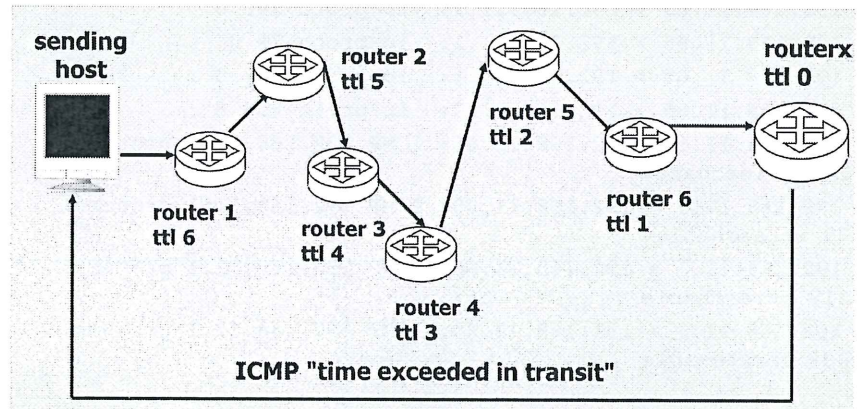 sending
host
router 1
ttl 6
router 2
ttl 5
router 3
ttl 4
router 4
ttl 3
router 5
ttl 2
router 6
ttl 1
routerx
ttl 0
ICMP "time exceeded in transit"